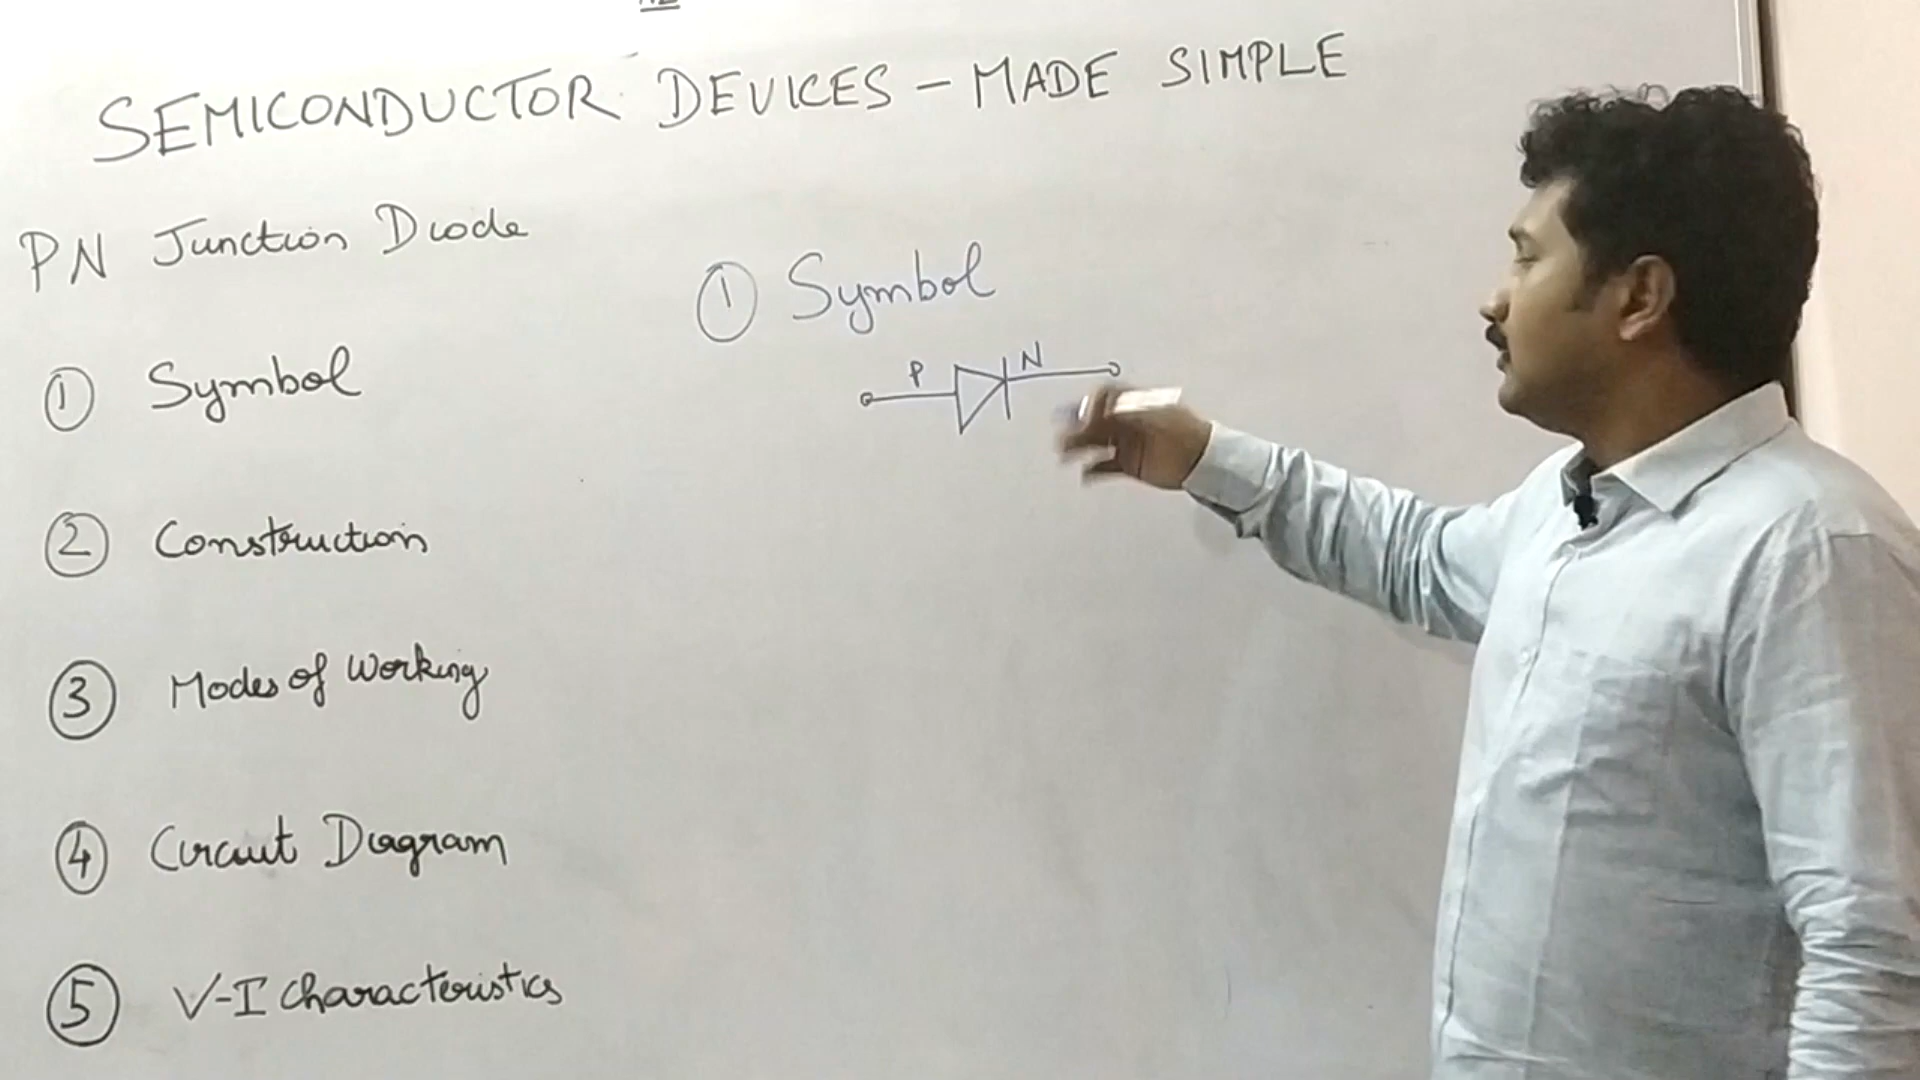 SEMICONDUCTOR DEVICES - MADE SIMPLE
PN Junction Diode
① Symbol
② Construction
③ Modes of Working
④ Circuit Diagram
⑤ V-I Characteristics
① Symbol
P N